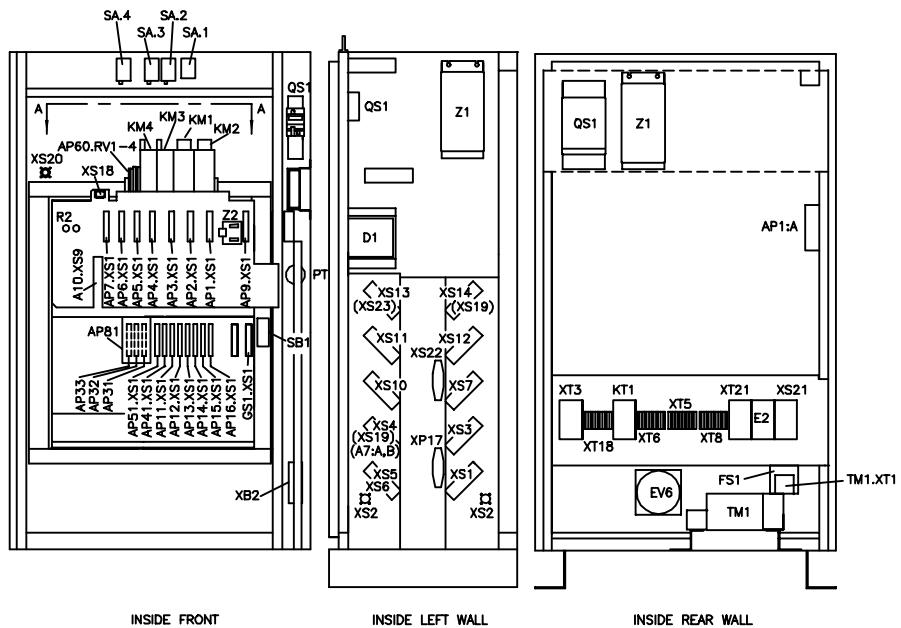 SA.4
SA.3
SA.2
SA.1
A
A
KM4
KM3
KM1
KM2
QS1
AP60.RV1-4
XS20
XS18
R2
Z2
A10.XS9
AP7.XS1
AP6.XS1
AP5.XS1
AP4.XS1
AP3.XS1
AP2.XS1
AP1.XS1
AP9.XS1
PT
AP81
SB1
AP33
AP32
AP31
AP51.XS1
AP41.XS1
AP11.XS1
AP12.XS1
AP13.XS1
AP14.XS1
AP15.XS1
AP16.XS1
GS1.XS1
XB2
INSIDE FRONT
QS1
Z1
D1
XS13
(XS23)
XS14
(XS19)
XS11
XS12
XS22
XS10
XS7
XS4
(XS19)
(A7:A,B)
XS3
XP17
XS5
XS6
XS1
XS2
XS2
INSIDE LEFT WALL
QS1
Z1
AP1:A
XT3
KT1
XT5
XT21
XS21
E2
XT18
XT6
XT8
FS1
TM1.XT1
EV6
TM1
INSIDE REAR WALL